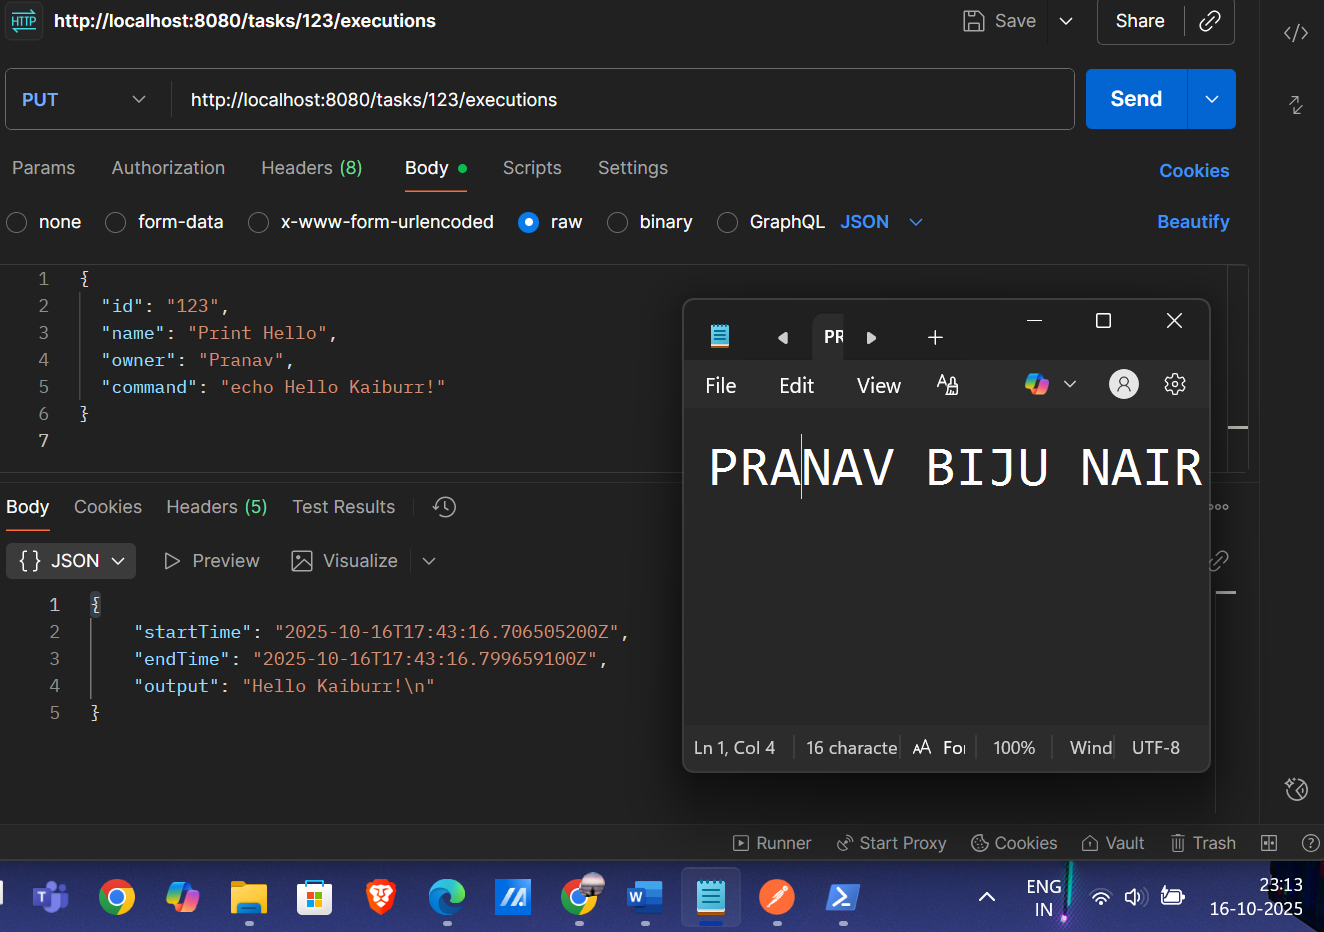 HTTP http://localhost:8080/tasks/123/executions Save Share
PUT http://localhost:8080/tasks/123/executions Send
Params Authorization Headers (8) Body Scripts Settings Cookies
none form-data x-www-form-urlencoded raw binary GraphQL JSON Beautify
1 {
2 "id": "123",
3 "name": "Print Hello",
4 "owner": "Pranav",
5 "command": "echo Hello Kaiburr!"
6 }
7
PR
File Edit View
PRANAV BIJU NAIR
Ln 1, Col 4 16 characte For 100% Wind UTF-8
Body Cookies Headers (5) Test Results
{} JSON Preview Visualize
1 {
2 "startTime": "2025-10-16T17:43:16.706505200Z",
3 "endTime": "2025-10-16T17:43:16.799659100Z",
4 "output": "Hello Kaiburr!\n"
5 }
Runner Start Proxy Cookies Vault Trash
ENG
IN
23:13
16-10-2025